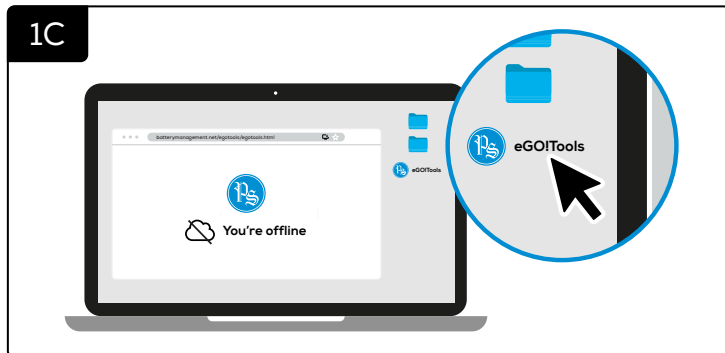 1C
batterymanagement.net/egotools/egotools.html
PS
You're offline
PS eGO!Tools
PS eGO!Tools